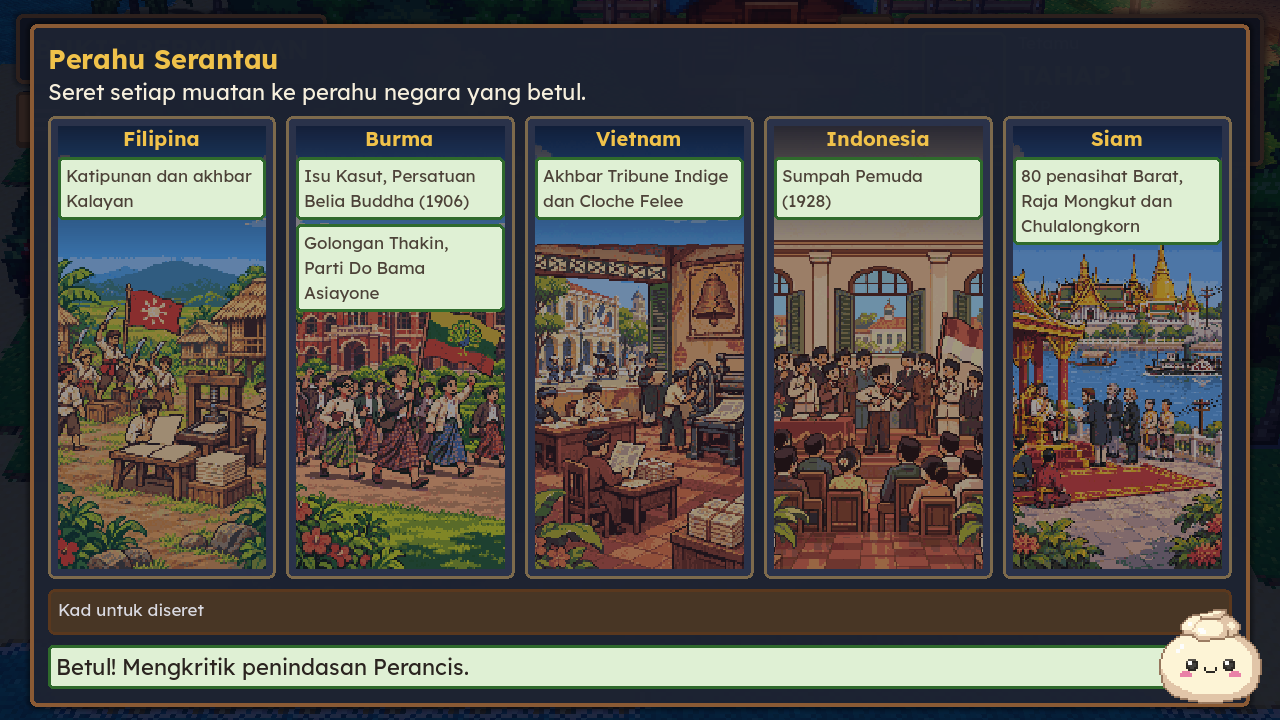 Perahu Serantau
Seret setiap muatan ke perahu negara yang betul.
Filipina
Katipunan dan akhbar
Kalayan
Burma
Isu Kasut, Persatuan
Belia Buddha (1906)
Golongan Thakin,
Parti Do Bama
Asiayone
Vietnam
Akhbar Tribune Indige
dan Cloche Felee
Indonesia
Sumpah Pemuda
(1928)
Siam
80 penasihat Barat,
Raja Mongkut dan
Chulalongkorn
Kad untuk diseret
Betul! Mengkritik penindasan Perancis.